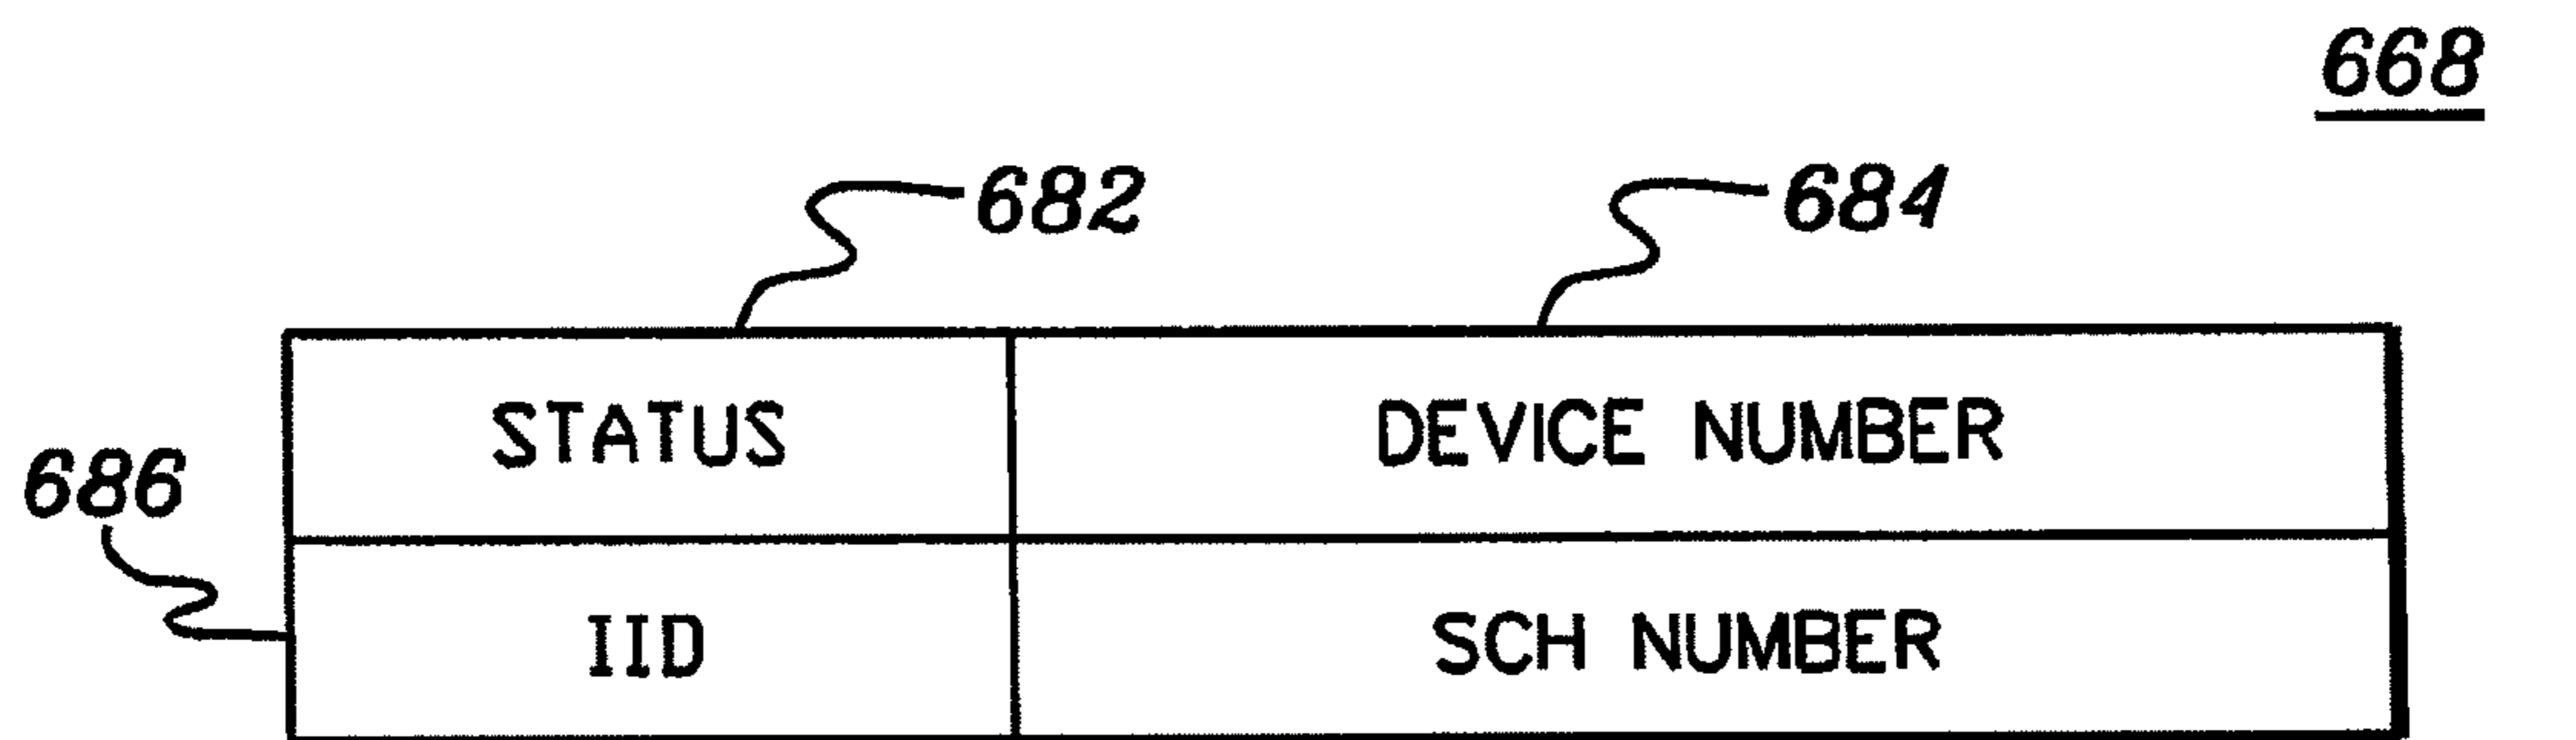 668
682 684
STATUS DEVICE NUMBER
686
IID SCH NUMBER